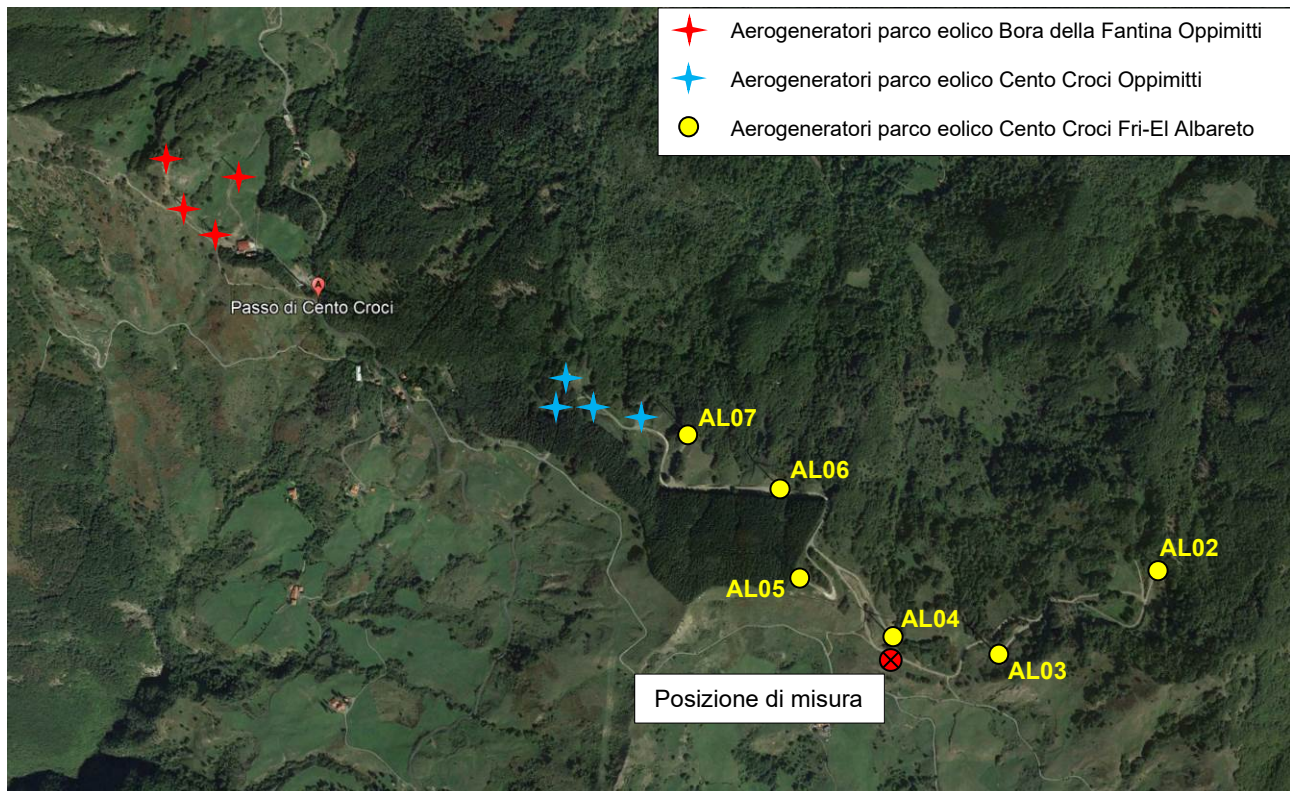 Aerogeneratori parco eolico Bora della Fantina Oppimitti
Aerogeneratori parco eolico Cento Croci Oppimitti
Aerogeneratori parco eolico Cento Croci Fri-El Albareto
A
Passo di Cento Croci
AL07
AL06
AL02
AL05
AL04
AL03
Posizione di misura